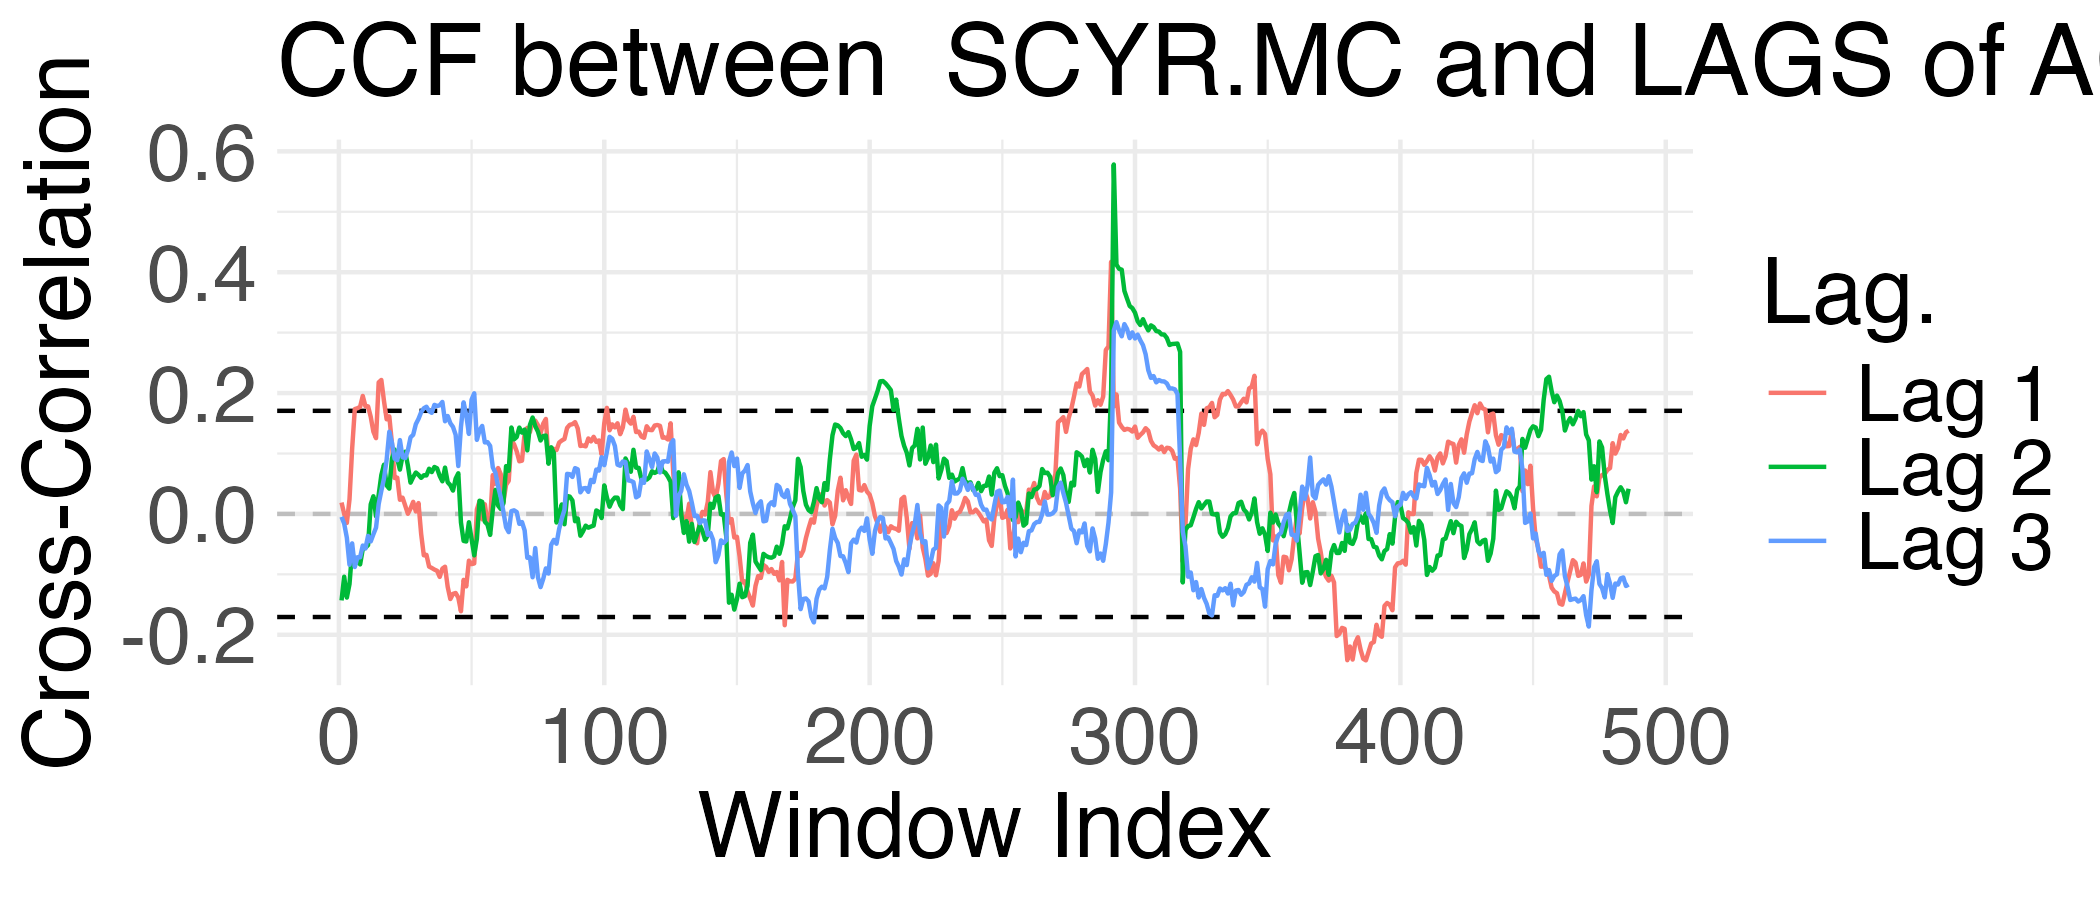 CCF between SCYR.MC and LAGS of
Cross-Correlation
0.6
0.4
0.2
0.0
-0.2
0
100
200
300
400
500
Window Index
Lag.
Lag 1
Lag 2
Lag 3